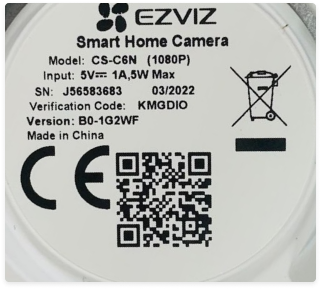 EZVIZ
Smart Home Camera
Model: CS-C6N (1080P)
Input: 5V⎓ 1A,5W Max
SN: J56583683 03/2022
Verification Code: KMGDIO
Version: B0-1G2WF
Made in China
CE